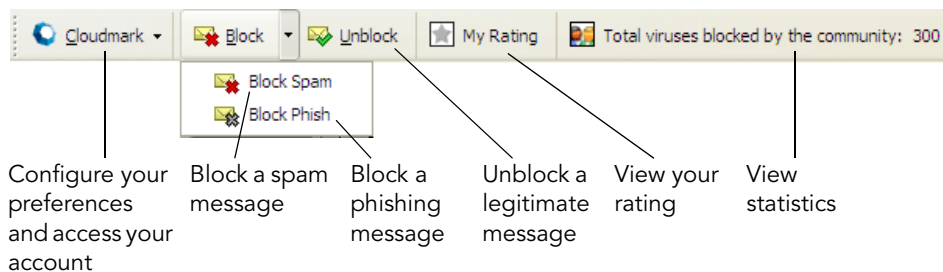 Cloudmark Block Unblock My Rating Total viruses blocked by the community: 300
Block Spam
Block Phish
Configure your
preferences
and access your
account
Block a spam
message
Block a
phishing
message
Unblock a
legitimate
message
View your
rating
View
statistics